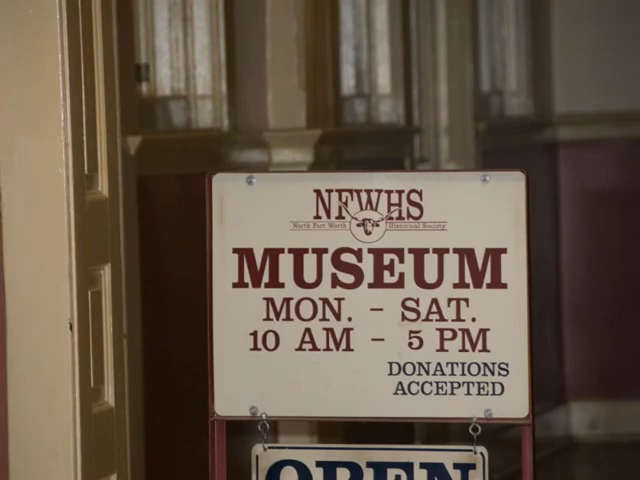 NFWHS
North Fort Worth Historical Society
MUSEUM
MON. - SAT.
10 AM - 5 PM
DONATIONS
ACCEPTED
OPEN